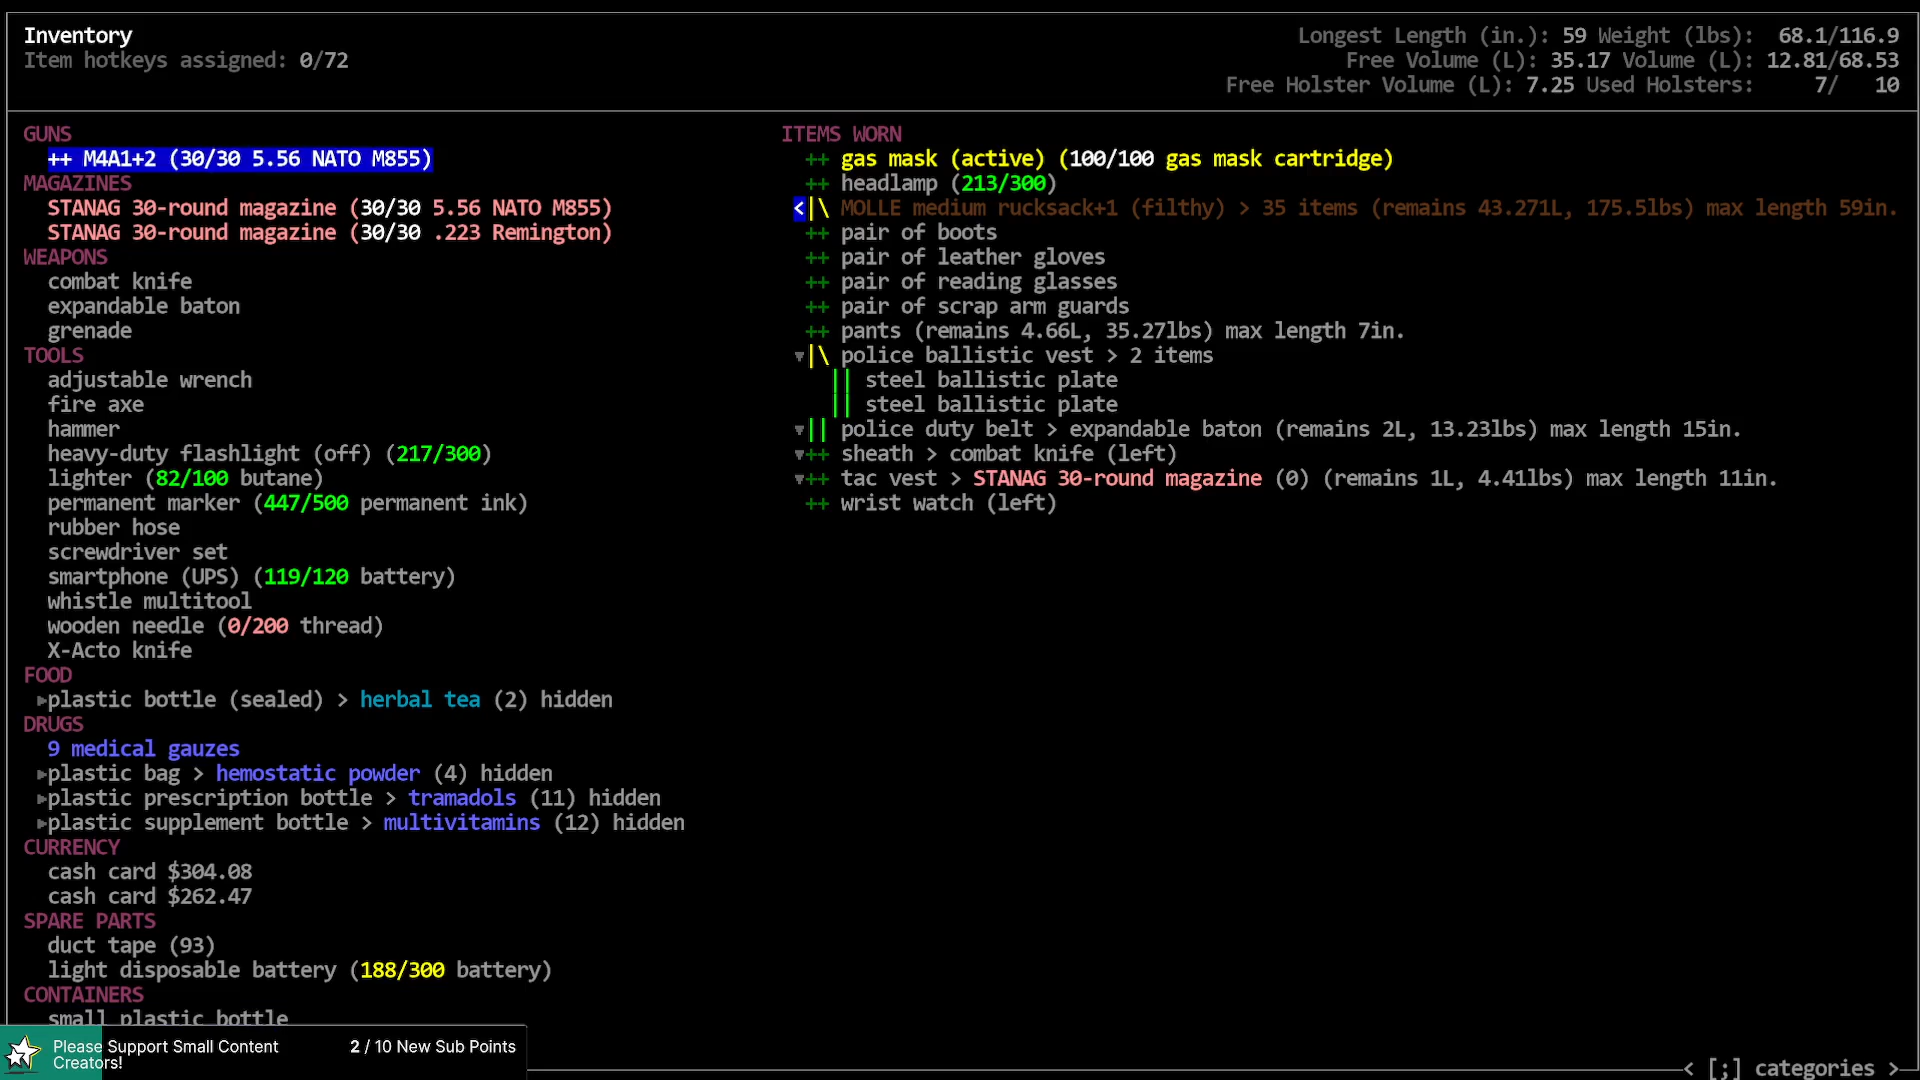 Inventory
Item hotkeys assigned: 0/72
Longest Length (in.): 59 Weight (lbs): 68.1/116.9
Free Volume (L): 35.17 Volume (L): 12.81/68.53
Free Holster Volume (L): 7.25 Used Holsters: 7/ 10
GUNS
++ M4A1+2 (30/30 5.56 NATO M855)
MAGAZINES
STANAG 30-round magazine (30/30 5.56 NATO M855)
STANAG 30-round magazine (30/30 .223 Remington)
WEAPONS
combat knife
expandable baton
grenade
TOOLS
adjustable wrench
fire axe
hammer
heavy-duty flashlight (off) (217/300)
lighter (82/100 butane)
permanent marker (447/500 permanent ink)
rubber hose
screwdriver set
smartphone (UPS) (119/120 battery)
whistle multitool
wooden needle (0/200 thread)
X-Acto knife
FOOD
▸plastic bottle (sealed) > herbal tea (2) hidden
DRUGS
9 medical gauzes
▸plastic bag > hemostatic powder (4) hidden
▸plastic prescription bottle > tramadols (11) hidden
▸plastic supplement bottle > multivitamins (12) hidden
CURRENCY
cash card $304.08
cash card $262.47
SPARE PARTS
duct tape (93)
light disposable battery (188/300 battery)
CONTAINERS
small plastic bottle
ITEMS WORN
++ gas mask (active) (100/100 gas mask cartridge)
++ headlamp (213/300)
<|\ MOLLE medium rucksack+1 (filthy) > 35 items (remains 43.271L, 175.5lbs) max length 59in.
++ pair of boots
++ pair of leather gloves
++ pair of reading glasses
++ pair of scrap arm guards
++ pants (remains 4.66L, 35.27lbs) max length 7in.
▾|\ police ballistic vest > 2 items
|| steel ballistic plate
|| steel ballistic plate
▾|| police duty belt > expandable baton (remains 2L, 13.23lbs) max length 15in.
▾++ sheath > combat knife (left)
▾++ tac vest > STANAG 30-round magazine (0) (remains 1L, 4.41lbs) max length 11in.
++ wrist watch (left)
Please Support Small Content
Creators!
2 / 10 New Sub Points
< [;] categories >